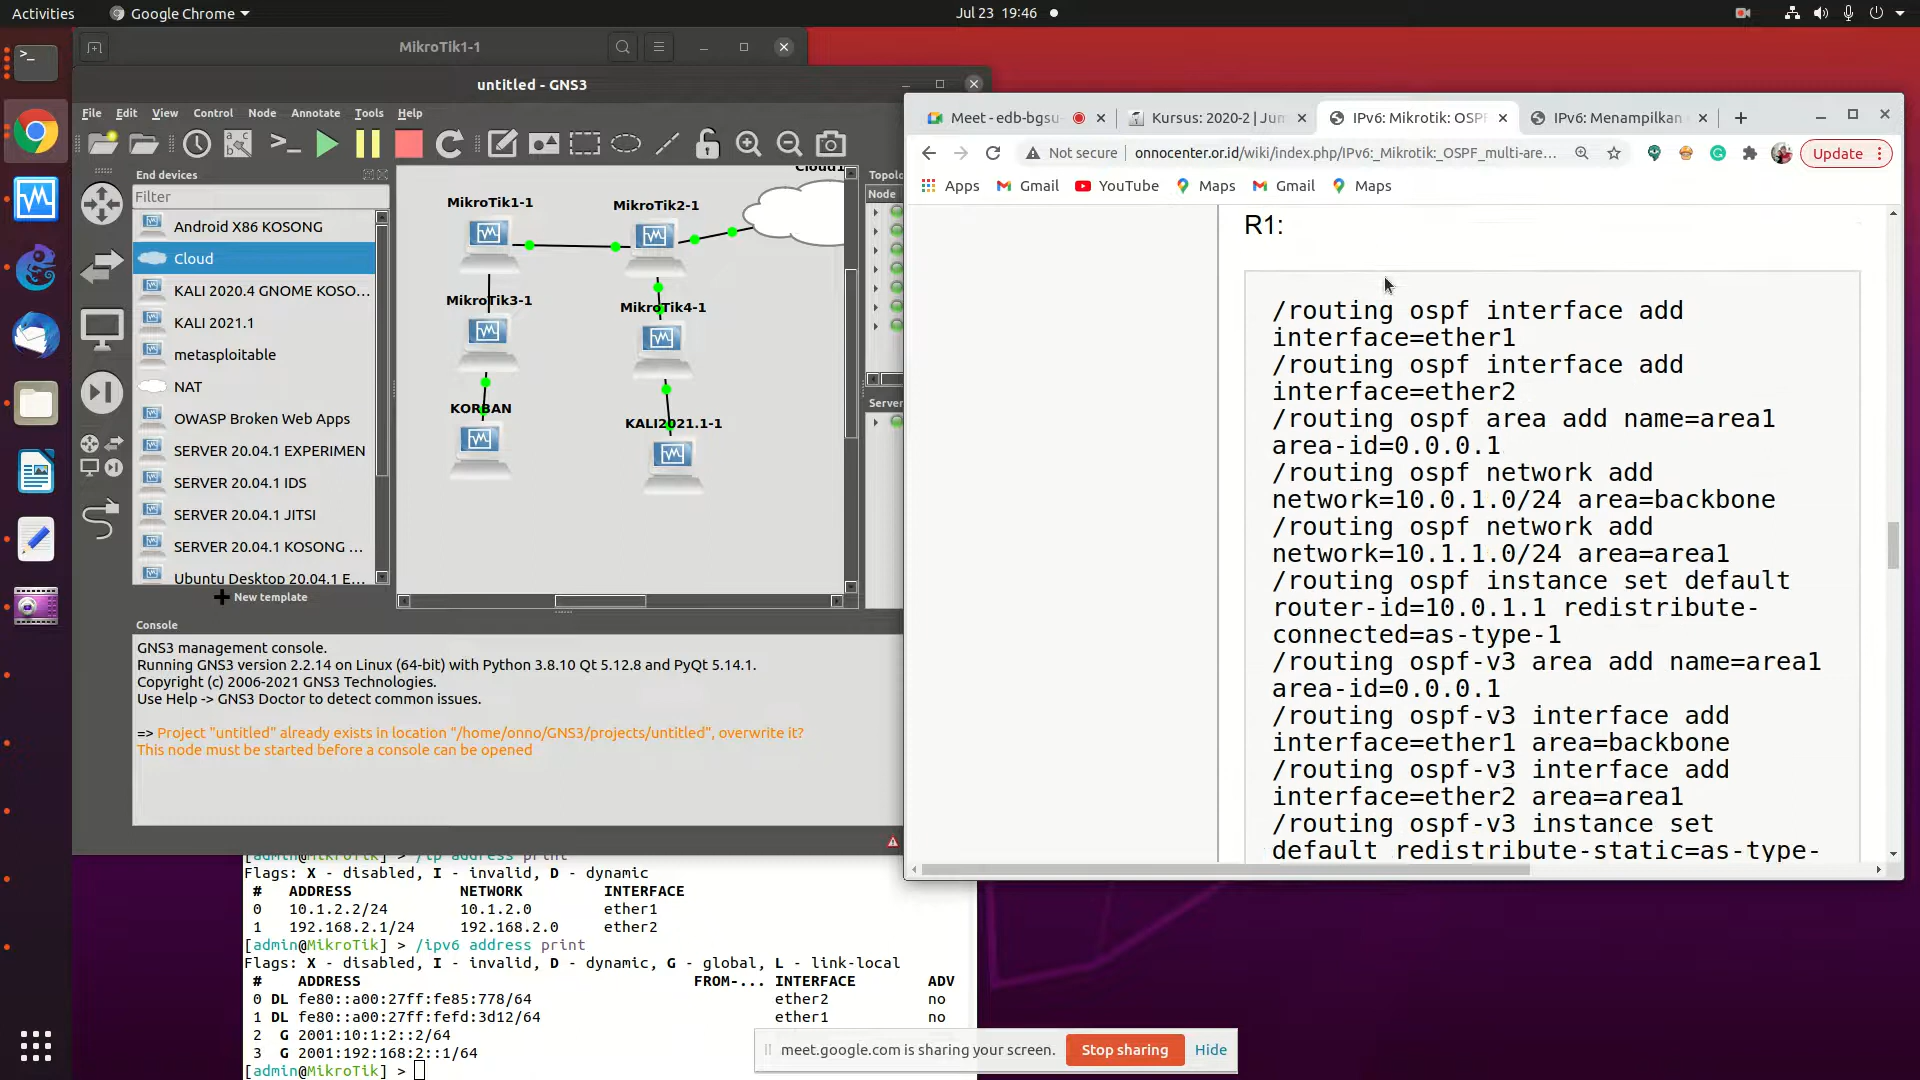 Activities
Google Chrome
Jul 23 19:46
MikroTik1-1
untitled - GNS3
File Edit View Control Node Annotate Tools Help
End devices
Filter
Android X86 KOSONG
Cloud
KALI 2020.4 GNOME KOSO...
KALI 2021.1
metasploitable
NAT
OWASP Broken Web Apps
SERVER 20.04.1 EXPERIMEN
SERVER 20.04.1 IDS
SERVER 20.04.1 JITSI
SERVER 20.04.1 KOSONG ...
Ubuntu Desktop 20.04.1 E...
New template
MikroTik1-1
MikroTik2-1
Cloud1
MikroTik3-1
MikroTik4-1
KORBAN
KALI2021.1-1
Topolo
Node
Server
Console
GNS3 management console.
Running GNS3 version 2.2.14 on Linux (64-bit) with Python 3.8.10 Qt 5.12.8 and PyQt 5.14.1.
Copyright (c) 2006-2021 GNS3 Technologies.
Use Help -> GNS3 Doctor to detect common issues.
=> Project "untitled" already exists in location "/home/onno/GNS3/projects/untitled", overwrite it?
This node must be started before a console can be opened
[admin@MikroTik] > /ip address print
Flags: X - disabled, I - invalid, D - dynamic
# ADDRESS NETWORK INTERFACE
0 10.1.2.2/24 10.1.2.0 ether1
1 192.168.2.1/24 192.168.2.0 ether2
[admin@MikroTik] > /ipv6 address print
Flags: X - disabled, I - invalid, D - dynamic, G - global, L - link-local
# ADDRESS FROM-... INTERFACE ADV
0 DL fe80::a00:27ff:fe85:778/64 ether2 no
1 DL fe80::a00:27ff:fefd:3d12/64 ether1 no
2 G 2001:10:1:2::2/64
3 G 2001:192:168:2::1/64
[admin@MikroTik] >
Meet - edb-bgsu-
Kursus: 2020-2 | Jum
IPv6: Mikrotik: OSPF
IPv6: Menampilkan
Not secure
onnocenter.or.id/wiki/index.php/IPv6:_Mikrotik:_OSPF_multi-are...
Update
Apps Gmail YouTube Maps Gmail Maps
R1:
/routing ospf interface add
interface=ether1
/routing ospf interface add
interface=ether2
/routing ospf area add name=area1
area-id=0.0.0.1
/routing ospf network add
network=10.0.1.0/24 area=backbone
/routing ospf network add
network=10.1.1.0/24 area=area1
/routing ospf instance set default
router-id=10.0.1.1 redistribute-
connected=as-type-1
/routing ospf-v3 area add name=area1
area-id=0.0.0.1
/routing ospf-v3 interface add
interface=ether1 area=backbone
/routing ospf-v3 interface add
interface=ether2 area=area1
/routing ospf-v3 instance set
default redistribute-static=as-type-
meet.google.com is sharing your screen.
Stop sharing
Hide